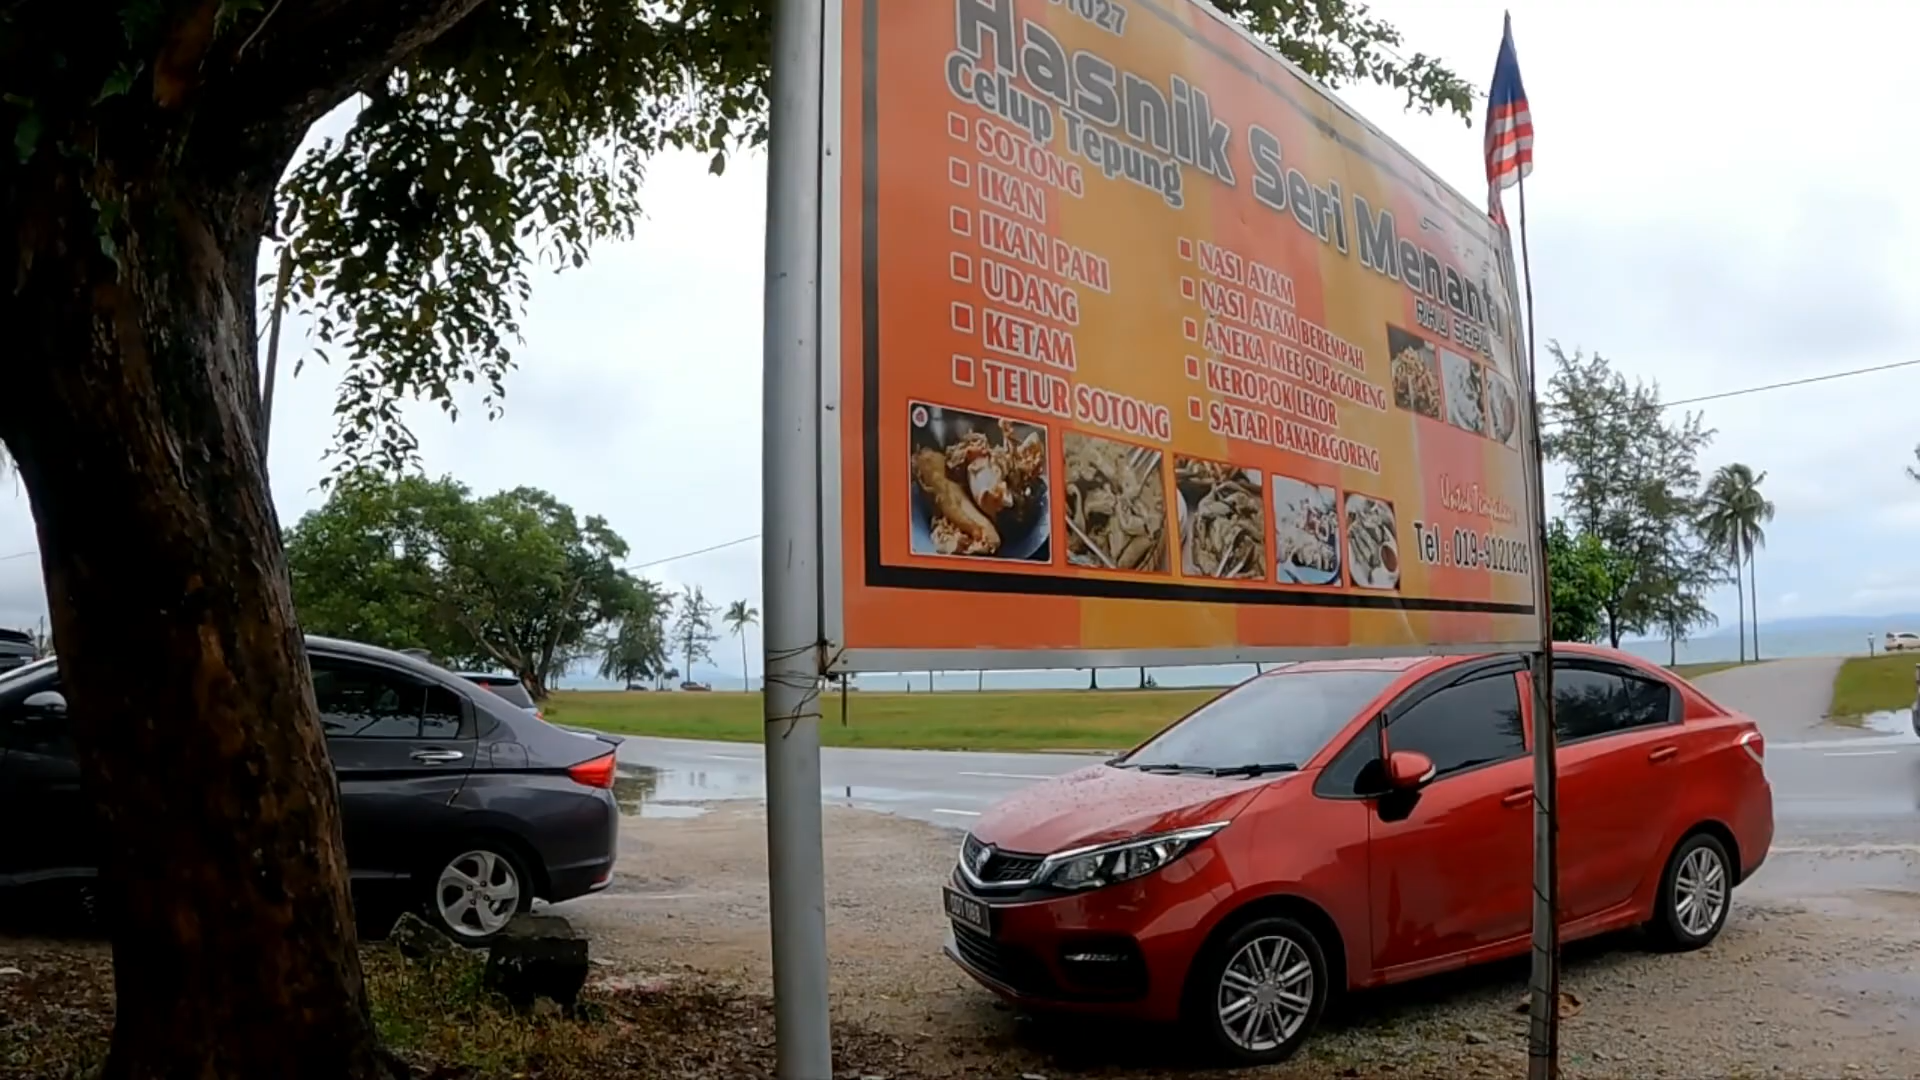 Hasnik Seri Menanti
Celup Tepung
SOTONG
IKAN
IKAN PARI
UDANG
KETAM
TELUR SOTONG
NASI AYAM
NASI AYAM BEREMPAH
ANEKA MEE SUP&GORENG
KEROPOK LEKOR
SATAR BAKAR&GORENG
Tel : 019-9121826